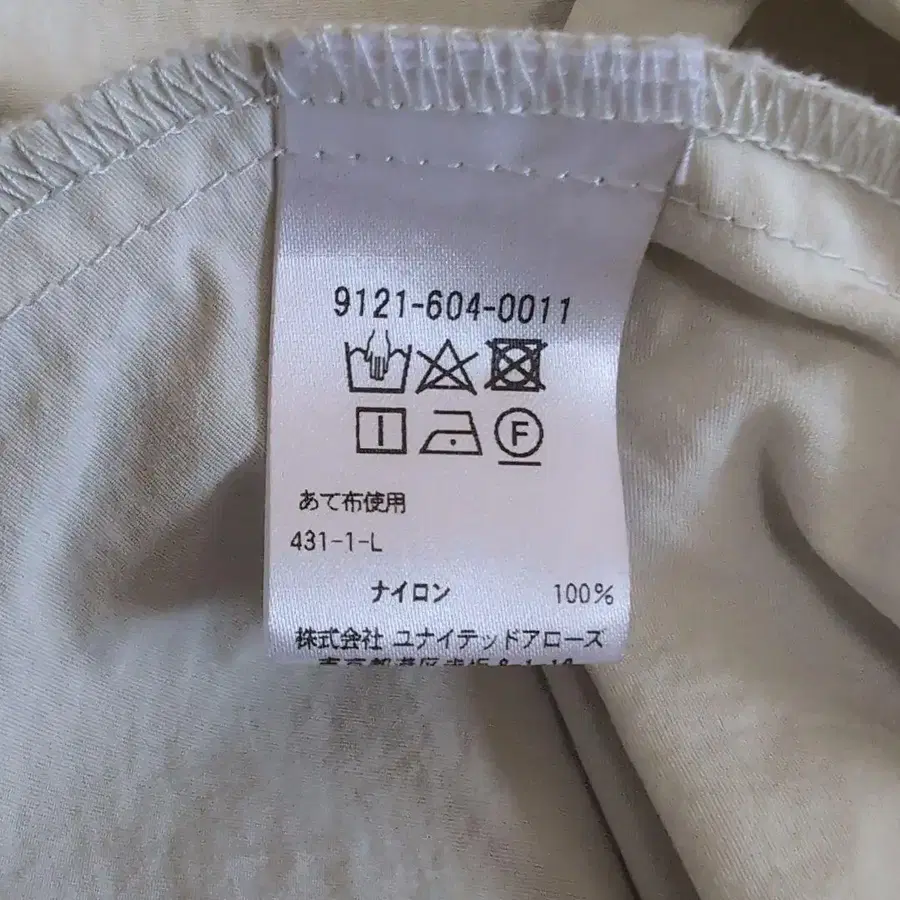 9121-604-0011
F
あて布使用
431-1-L
ナイロン 100%
株式会社 ユナイテッドアローズ